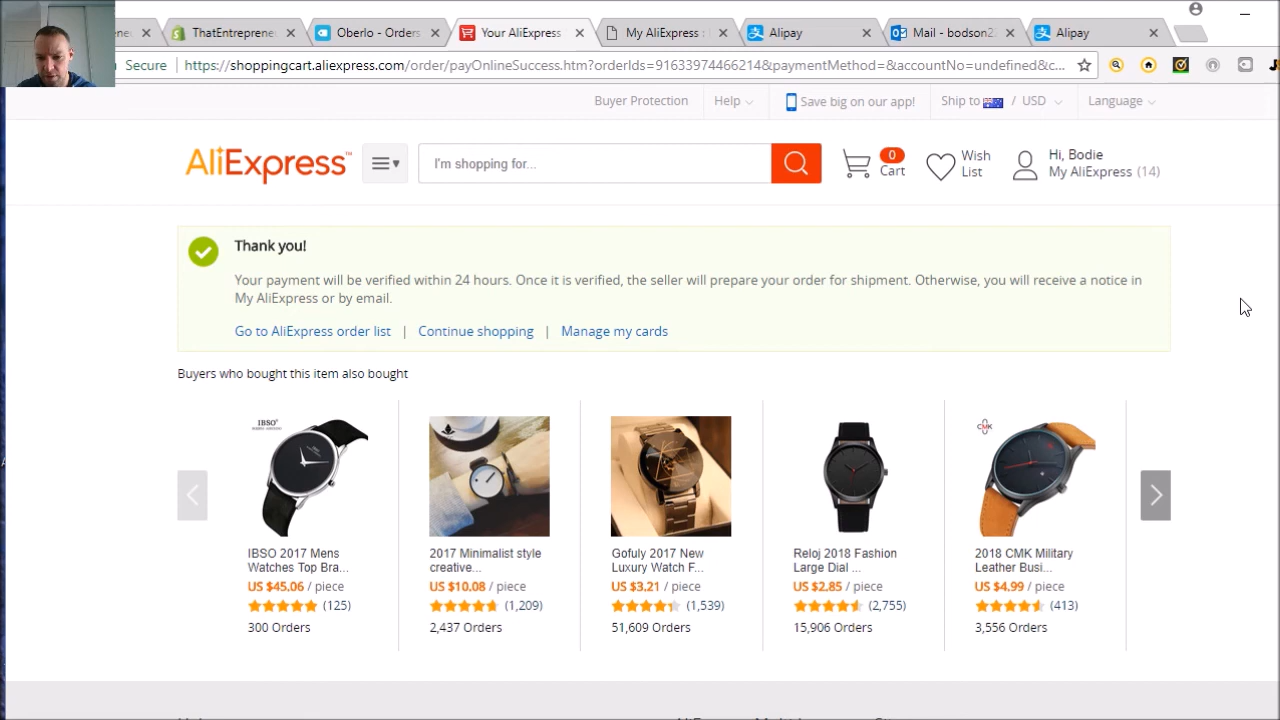 ThatEntreprene
Oberlo - Orders
Your AliExpress
My AliExpress :
Alipay
Mail - bodson2
Alipay
Secure
https://shoppingcart.aliexpress.com/order/payOnlineSuccess.htm?orderIds=91633974466214&paymentMethod=&accountNo=undefined&c...
Buyer Protection
Help
Save big on our app!
Ship to / USD
Language
AliExpress™
I'm shopping for...
0
Cart
Wish
List
Hi, Bodie
My AliExpress (14)
Thank you!
Your payment will be verified within 24 hours. Once it is verified, the seller will prepare your order for shipment. Otherwise, you will receive a notice in
My AliExpress or by email.
Go to AliExpress order list | Continue shopping | Manage my cards
Buyers who bought this item also bought
IBSO
CMK
IBSO 2017 Mens
Watches Top Bra...
US $45.06 / piece
(125)
300 Orders
2017 Minimalist style
creative...
US $10.08 / piece
(1,209)
2,437 Orders
Gofuly 2017 New
Luxury Watch F...
US $3.21 / piece
(1,539)
51,609 Orders
Reloj 2018 Fashion
Large Dial ...
US $2.85 / piece
(2,755)
15,906 Orders
2018 CMK Military
Leather Busi...
US $4.99 / piece
(413)
3,556 Orders